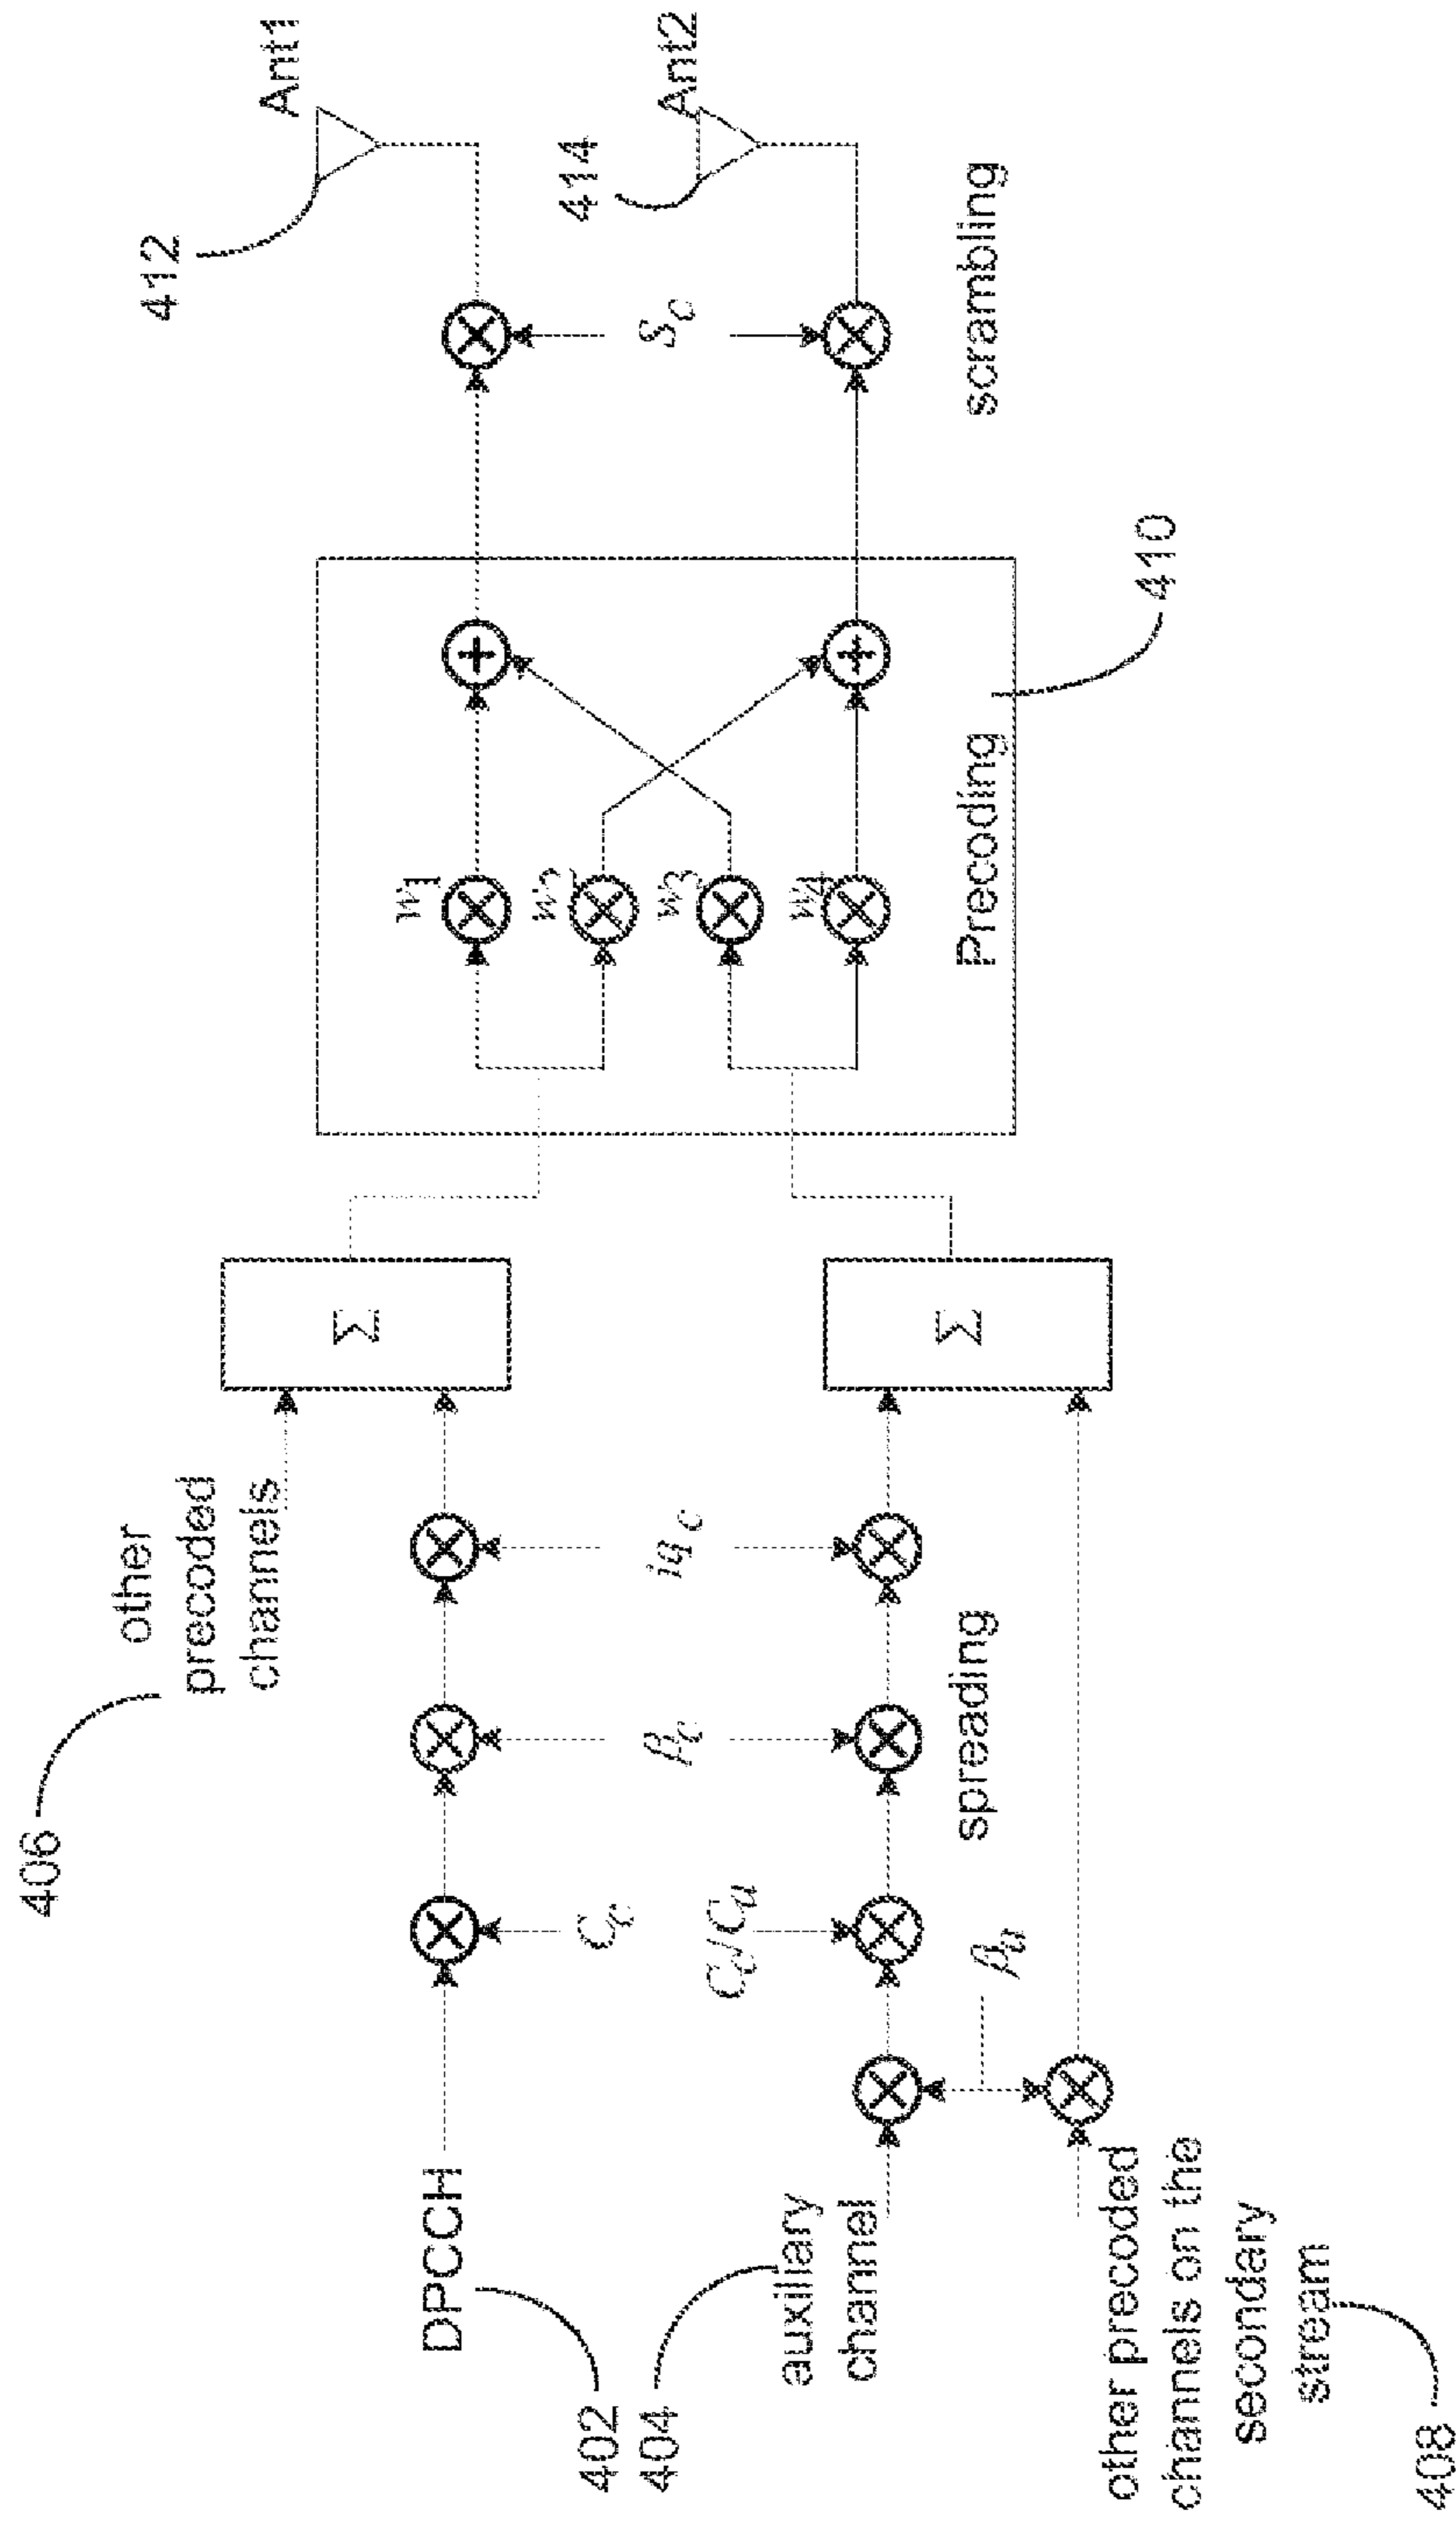 406
other
precoded
channels
412
Ant1
DPCCH
402
C_c
β_c
iq_c
Σ
w1
w2
w3
w4
S_c
414
Ant2
404
auxiliary
channel
C_c/C_a
β_a
spreading
Σ
Precoding
410
scrambling
other precoded
channels on the
secondary
stream
408